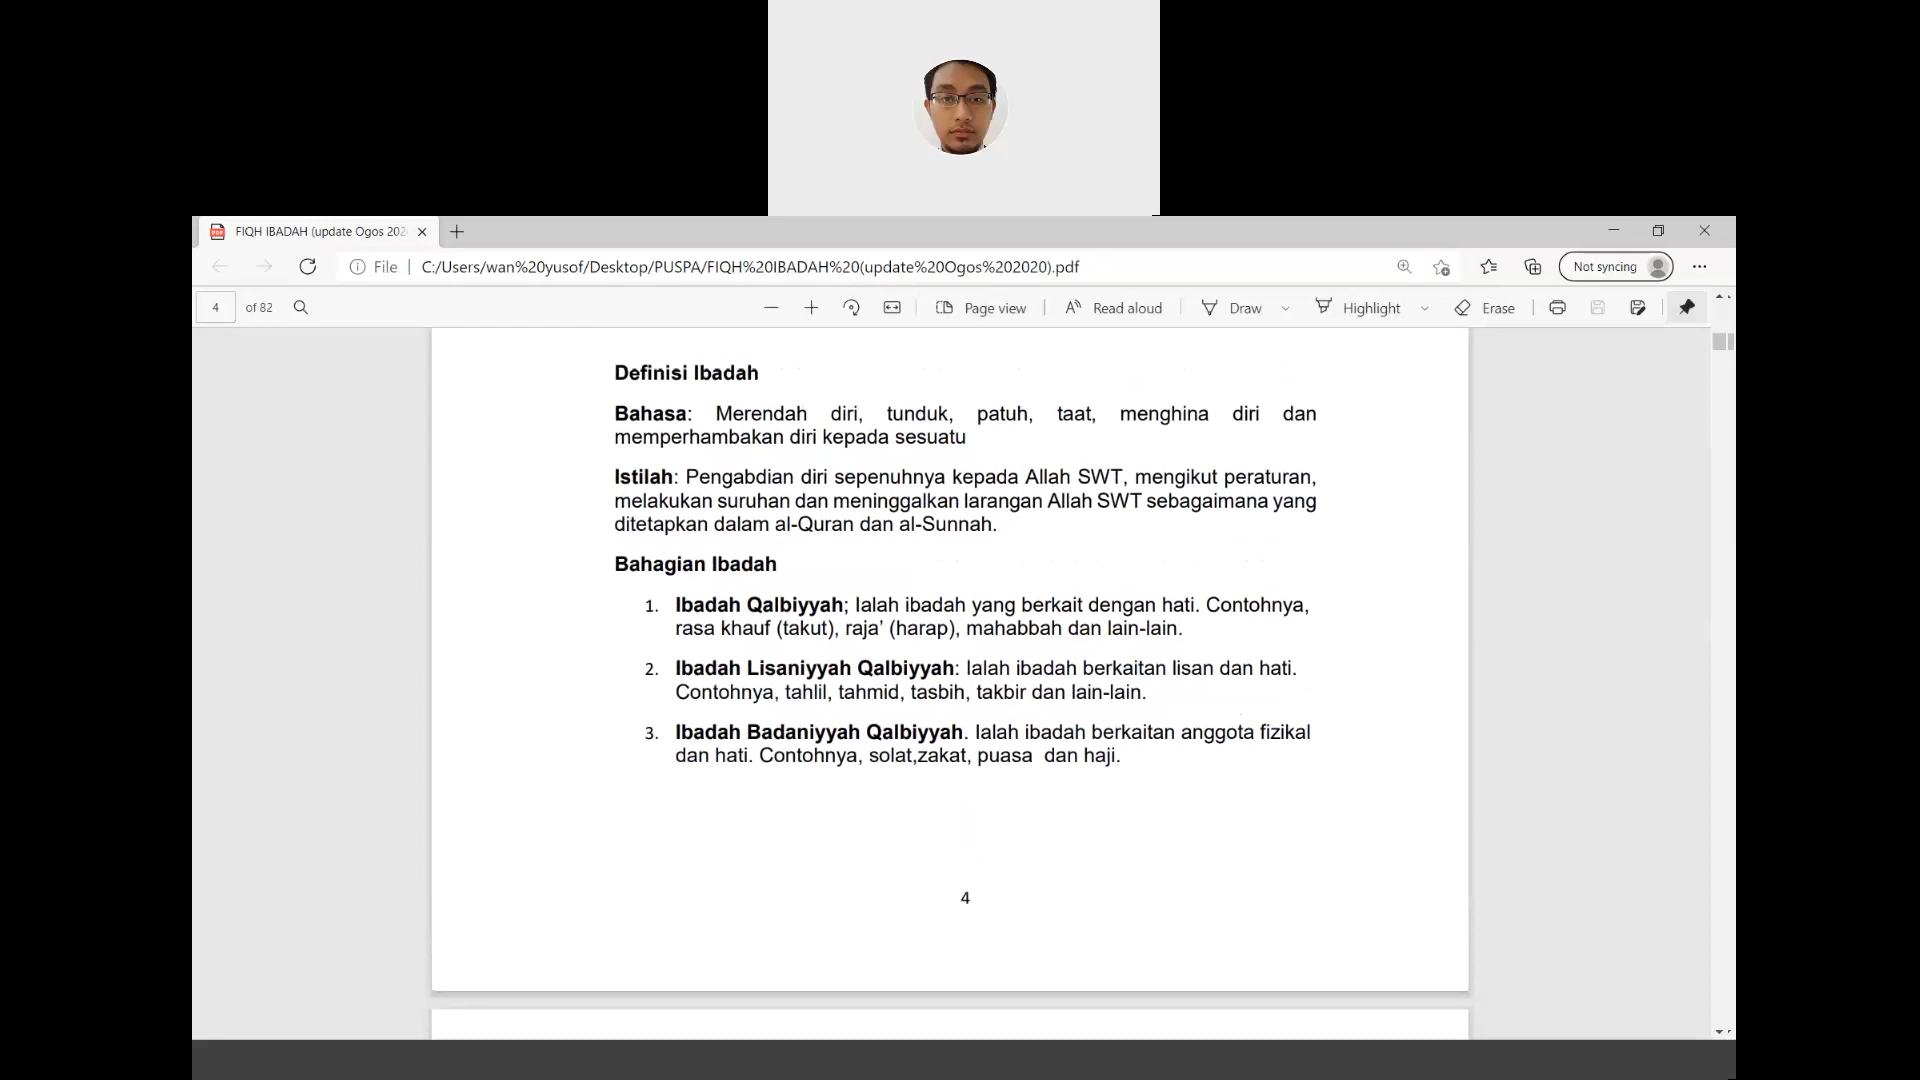 FIQH IBADAH (update Ogos 202
File
C:/Users/wan%20yusof/Desktop/PUSPA/FIQH%20IBADAH%20(update%20Ogos%202020).pdf
Not syncing
4 of 82
Page view
Read aloud
Draw
Highlight
Erase
Definisi Ibadah
Bahasa: Merendah diri, tunduk, patuh, taat, menghina diri dan
memperhambakan diri kepada sesuatu
Istilah: Pengabdian diri sepenuhnya kepada Allah SWT, mengikut peraturan,
melakukan suruhan dan meninggalkan larangan Allah SWT sebagaimana yang
ditetapkan dalam al-Quran dan al-Sunnah.
Bahagian Ibadah
1. Ibadah Qalbiyyah; Ialah ibadah yang berkait dengan hati. Contohnya,
rasa khauf (takut), raja’ (harap), mahabbah dan lain-lain.
2. Ibadah Lisaniyyah Qalbiyyah: Ialah ibadah berkaitan lisan dan hati.
Contohnya, tahlil, tahmid, tasbih, takbir dan lain-lain.
3. Ibadah Badaniyyah Qalbiyyah. Ialah ibadah berkaitan anggota fizikal
dan hati. Contohnya, solat,zakat, puasa  dan haji.
4